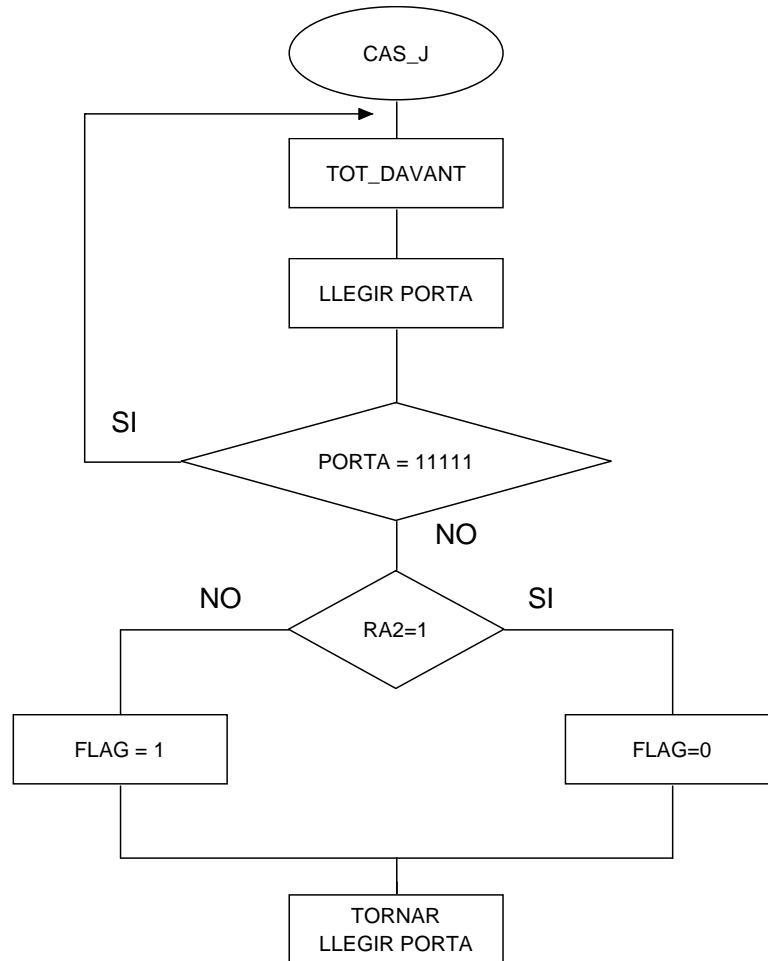 CAS_J
TOT_DAVANT
LLEGIR PORTA
SI
PORTA = 11111
NO
NO
SI
RA2=1
FLAG = 1
FLAG=0
TORNAR
LLEGIR PORTA